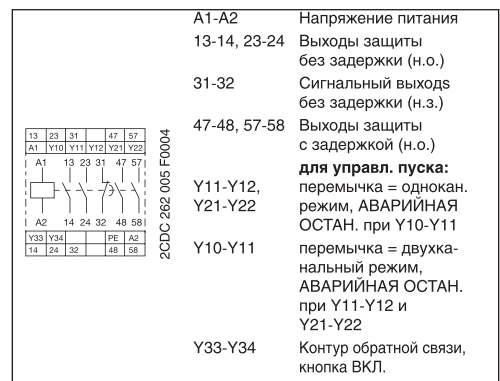 A1-A2 Напряжение питания
13-14, 23-24 Выходы защиты
без задержки (н.о.)
31-32 Сигнальный выходs
без задержки (н.з.)
47-48, 57-58 Выходы защиты
с задержкой (н.о.)
для управл. пуска:
Y11-Y12, перемычка = однокан.
Y21-Y22 режим, АВАРИЙНАЯ
ОСТАН. при Y10-Y11
Y10-Y11 перемычка = двухка-
нальный режим,
АВАРИЙНАЯ ОСТАН.
при Y11-Y12 и
Y21-Y22
Y33-Y34 Контур обратной связи,
кнопка ВКЛ.
13 23 31 47 57
A1 Y10 Y11 Y12 Y21 Y22
A1 13 23 31 47 57
A2 14 24 32 48 58
Y33 Y34 PE A2
14 24 32 48 58
2CDC 262 005 F0004